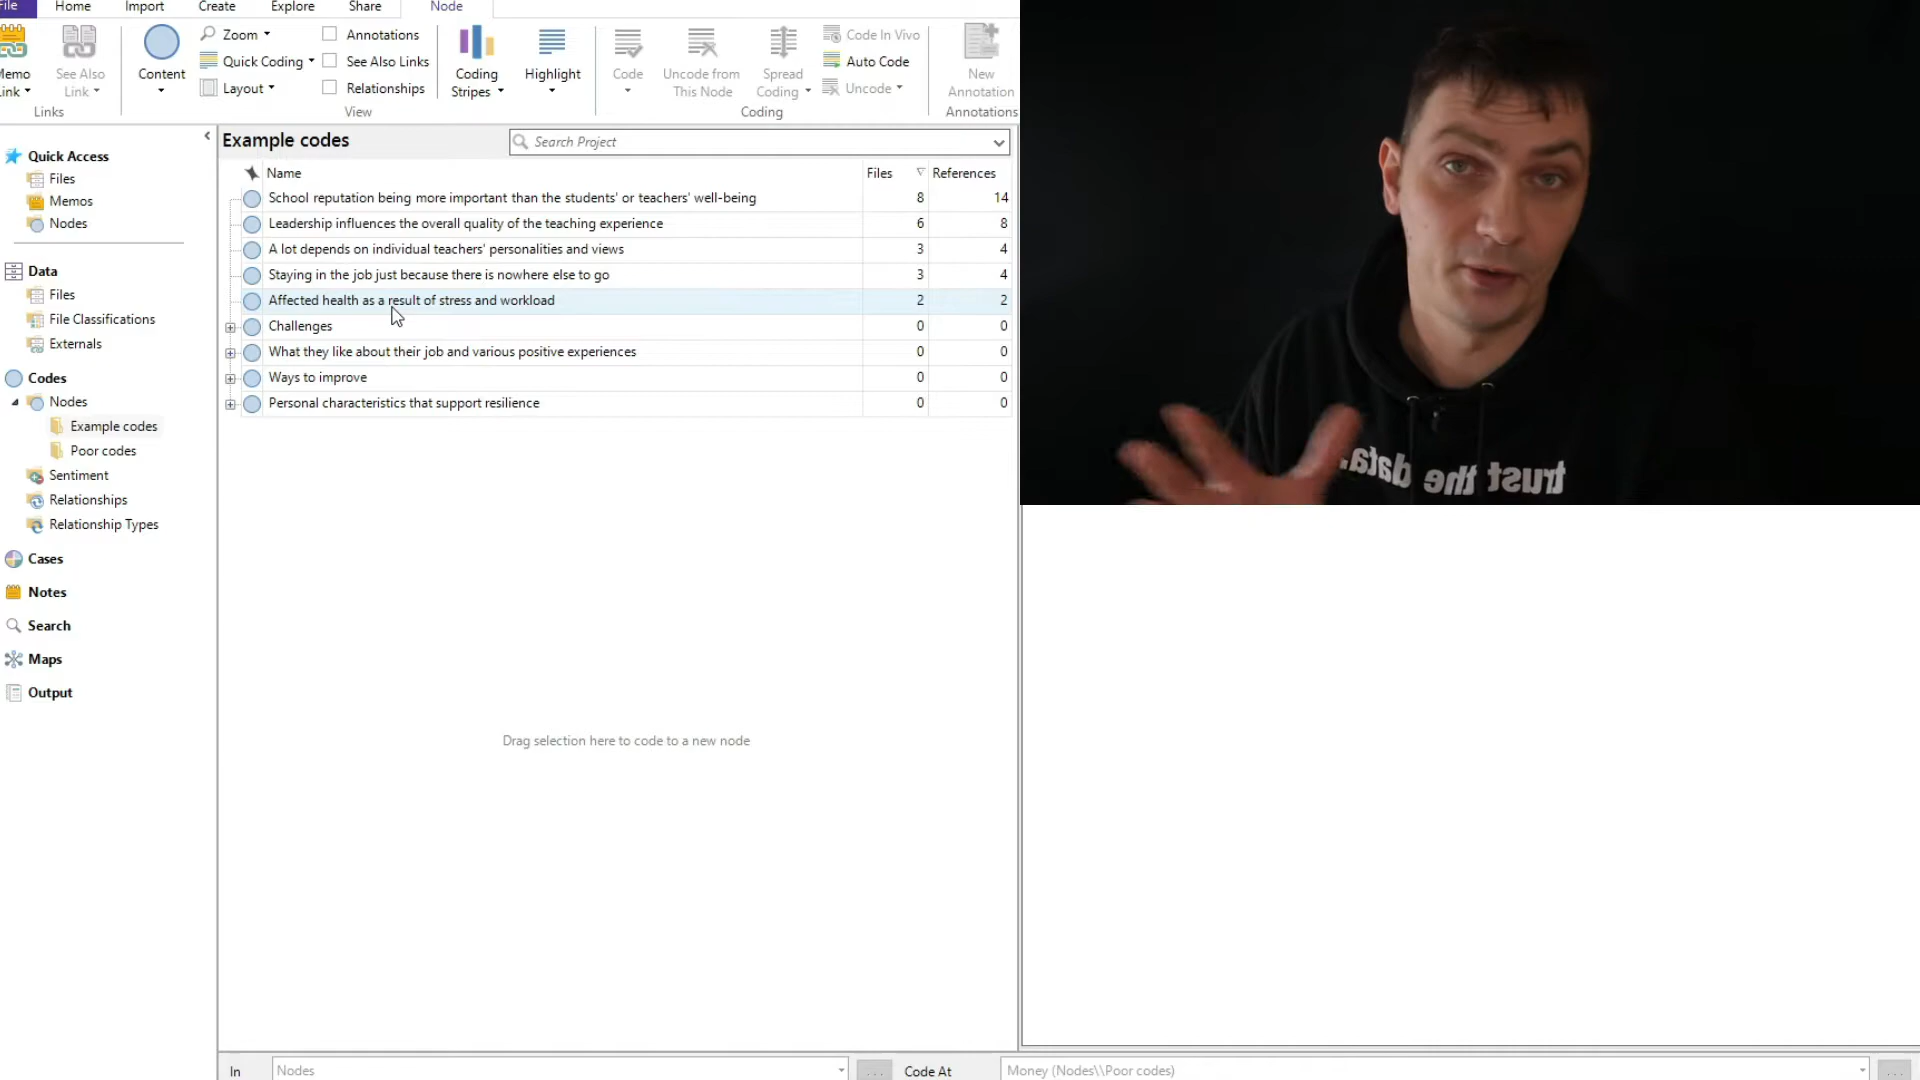 File Home Import Create Explore Share Node
Zoom Annotations Code In Vivo
Quick Coding See Also Links Auto Code
Layout Relationships Uncode
Memo Link
See Also Link
Content
Coding Stripes
Highlight
Code
Uncode from This Node
Spread Coding
New Annotation
Links View Coding Annotations
Quick Access
Files
Memos
Nodes
Data
Files
File Classifications
Externals
Codes
Nodes
Example codes
Poor codes
Sentiment
Relationships
Relationship Types
Cases
Notes
Search
Maps
Output
Example codes Search Project
Name Files References
School reputation being more important than the students' or teachers' well-being 8 14
Leadership influences the overall quality of the teaching experience 6 8
A lot depends on individual teachers' personalities and views 3 4
Staying in the job just because there is nowhere else to go 3 4
Affected health as a result of stress and workload 2 2
Challenges 0 0
What they like about their job and various positive experiences 0 0
Ways to improve 0 0
Personal characteristics that support resilience 0 0
Drag selection here to code to a new node
In Nodes ... Code At Money (Nodes\\Poor codes) ...
trust the data.